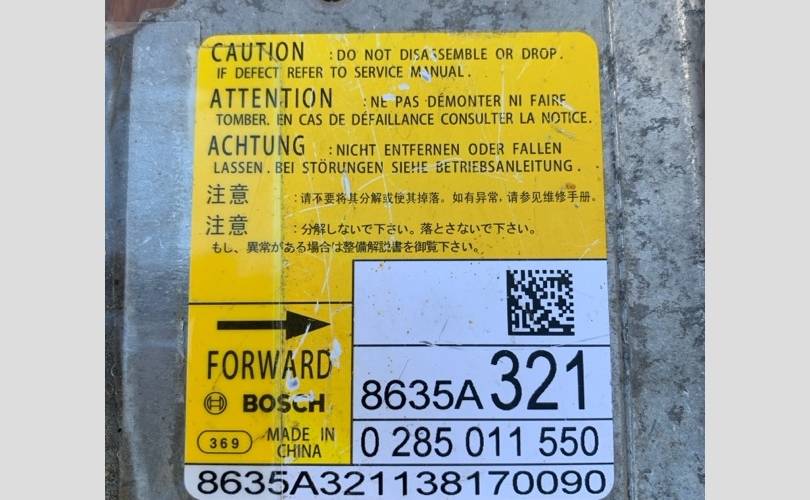 CAUTION : DO NOT DISASSEMBLE OR DROP.
IF DEFECT REFER TO SERVICE MANUAL.
ATTENTION : NE PAS DÉMONTER NI FAIRE
TOMBER. EN CAS DE DÉFAILLANCE CONSULTER LA NOTICE.
ACHTUNG : NICHT ENTFERNEN ODER FALLEN
LASSEN. BEI STÖRUNGEN SIEHE BETRIEBSANLEITUNG.
注意 : 请不要将其分解或使其掉落。如有异常, 请参见维修手册.
注意 : 分解しないで下さい。落とさないで下さい。
もし、異常がある場合は整備解説書を御覧下さい。
FORWARD
BOSCH
8635A 321
369 MADE IN
CHINA
0 285 011 550
8635A321138170090